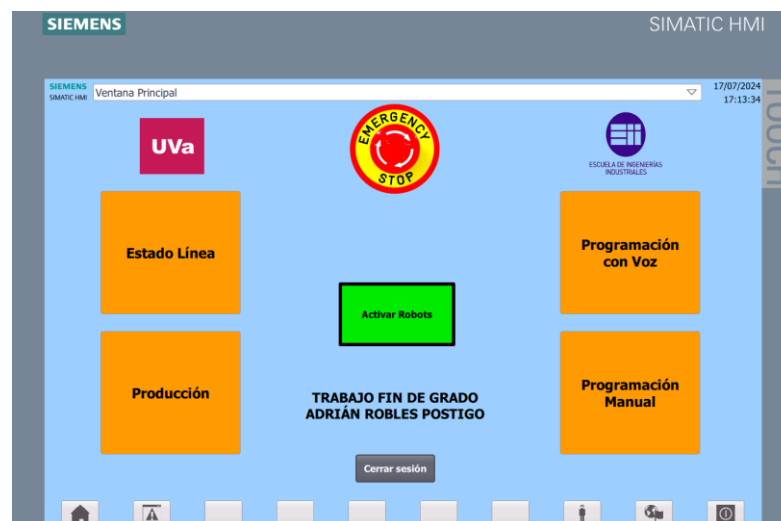 SIEMENS
SIMATIC HMI
SIEMENS
SIMATIC HMI
Ventana Principal
17/07/2024
17:13:34
TOUCH
UVa
EMERGENCY
STOP
ESCUELA DE INGENIERÍAS
INDUSTRIALES
Estado Línea
Programación
con Voz
Activar Robots
Producción
Programación
Manual
TRABAJO FIN DE GRADO
ADRIÁN ROBLES POSTIGO
Cerrar sesión